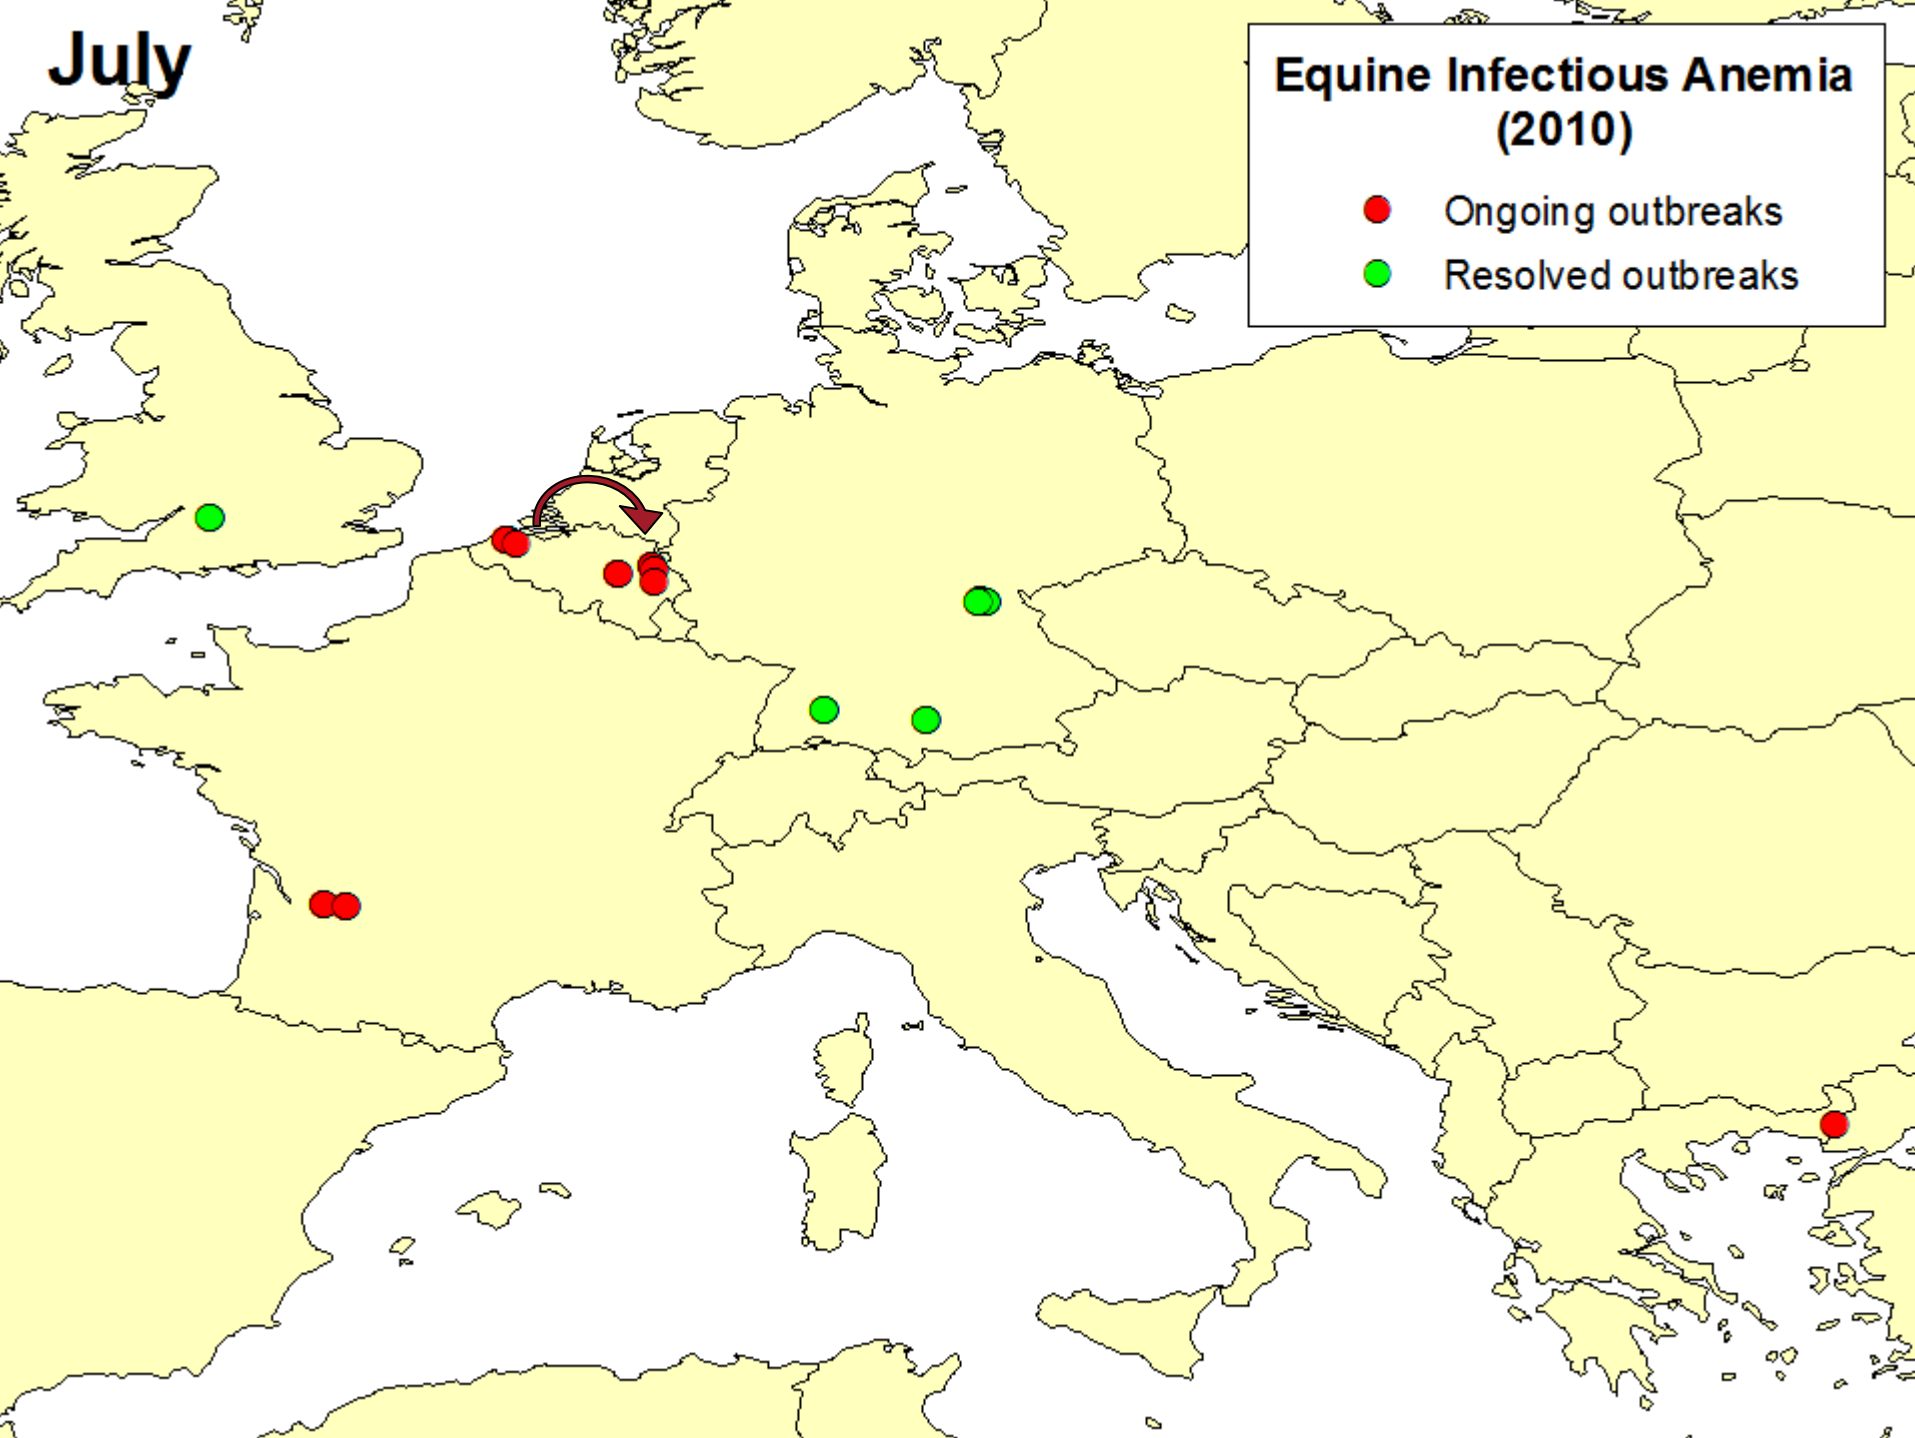 July
Equine Infectious Anemia
(2010)
Ongoing outbreaks
Resolved outbreaks